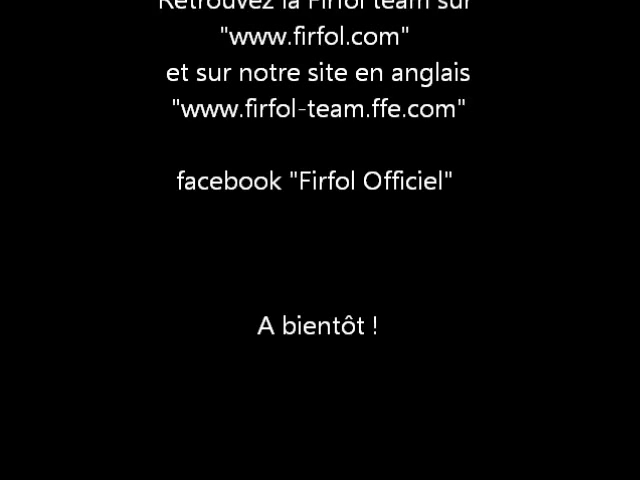 Retrouvez la Firfol team sur
"www.firfol.com"
et sur notre site en anglais
"www.firfol-team.ffe.com"
facebook "Firfol Officiel"
A bientôt !